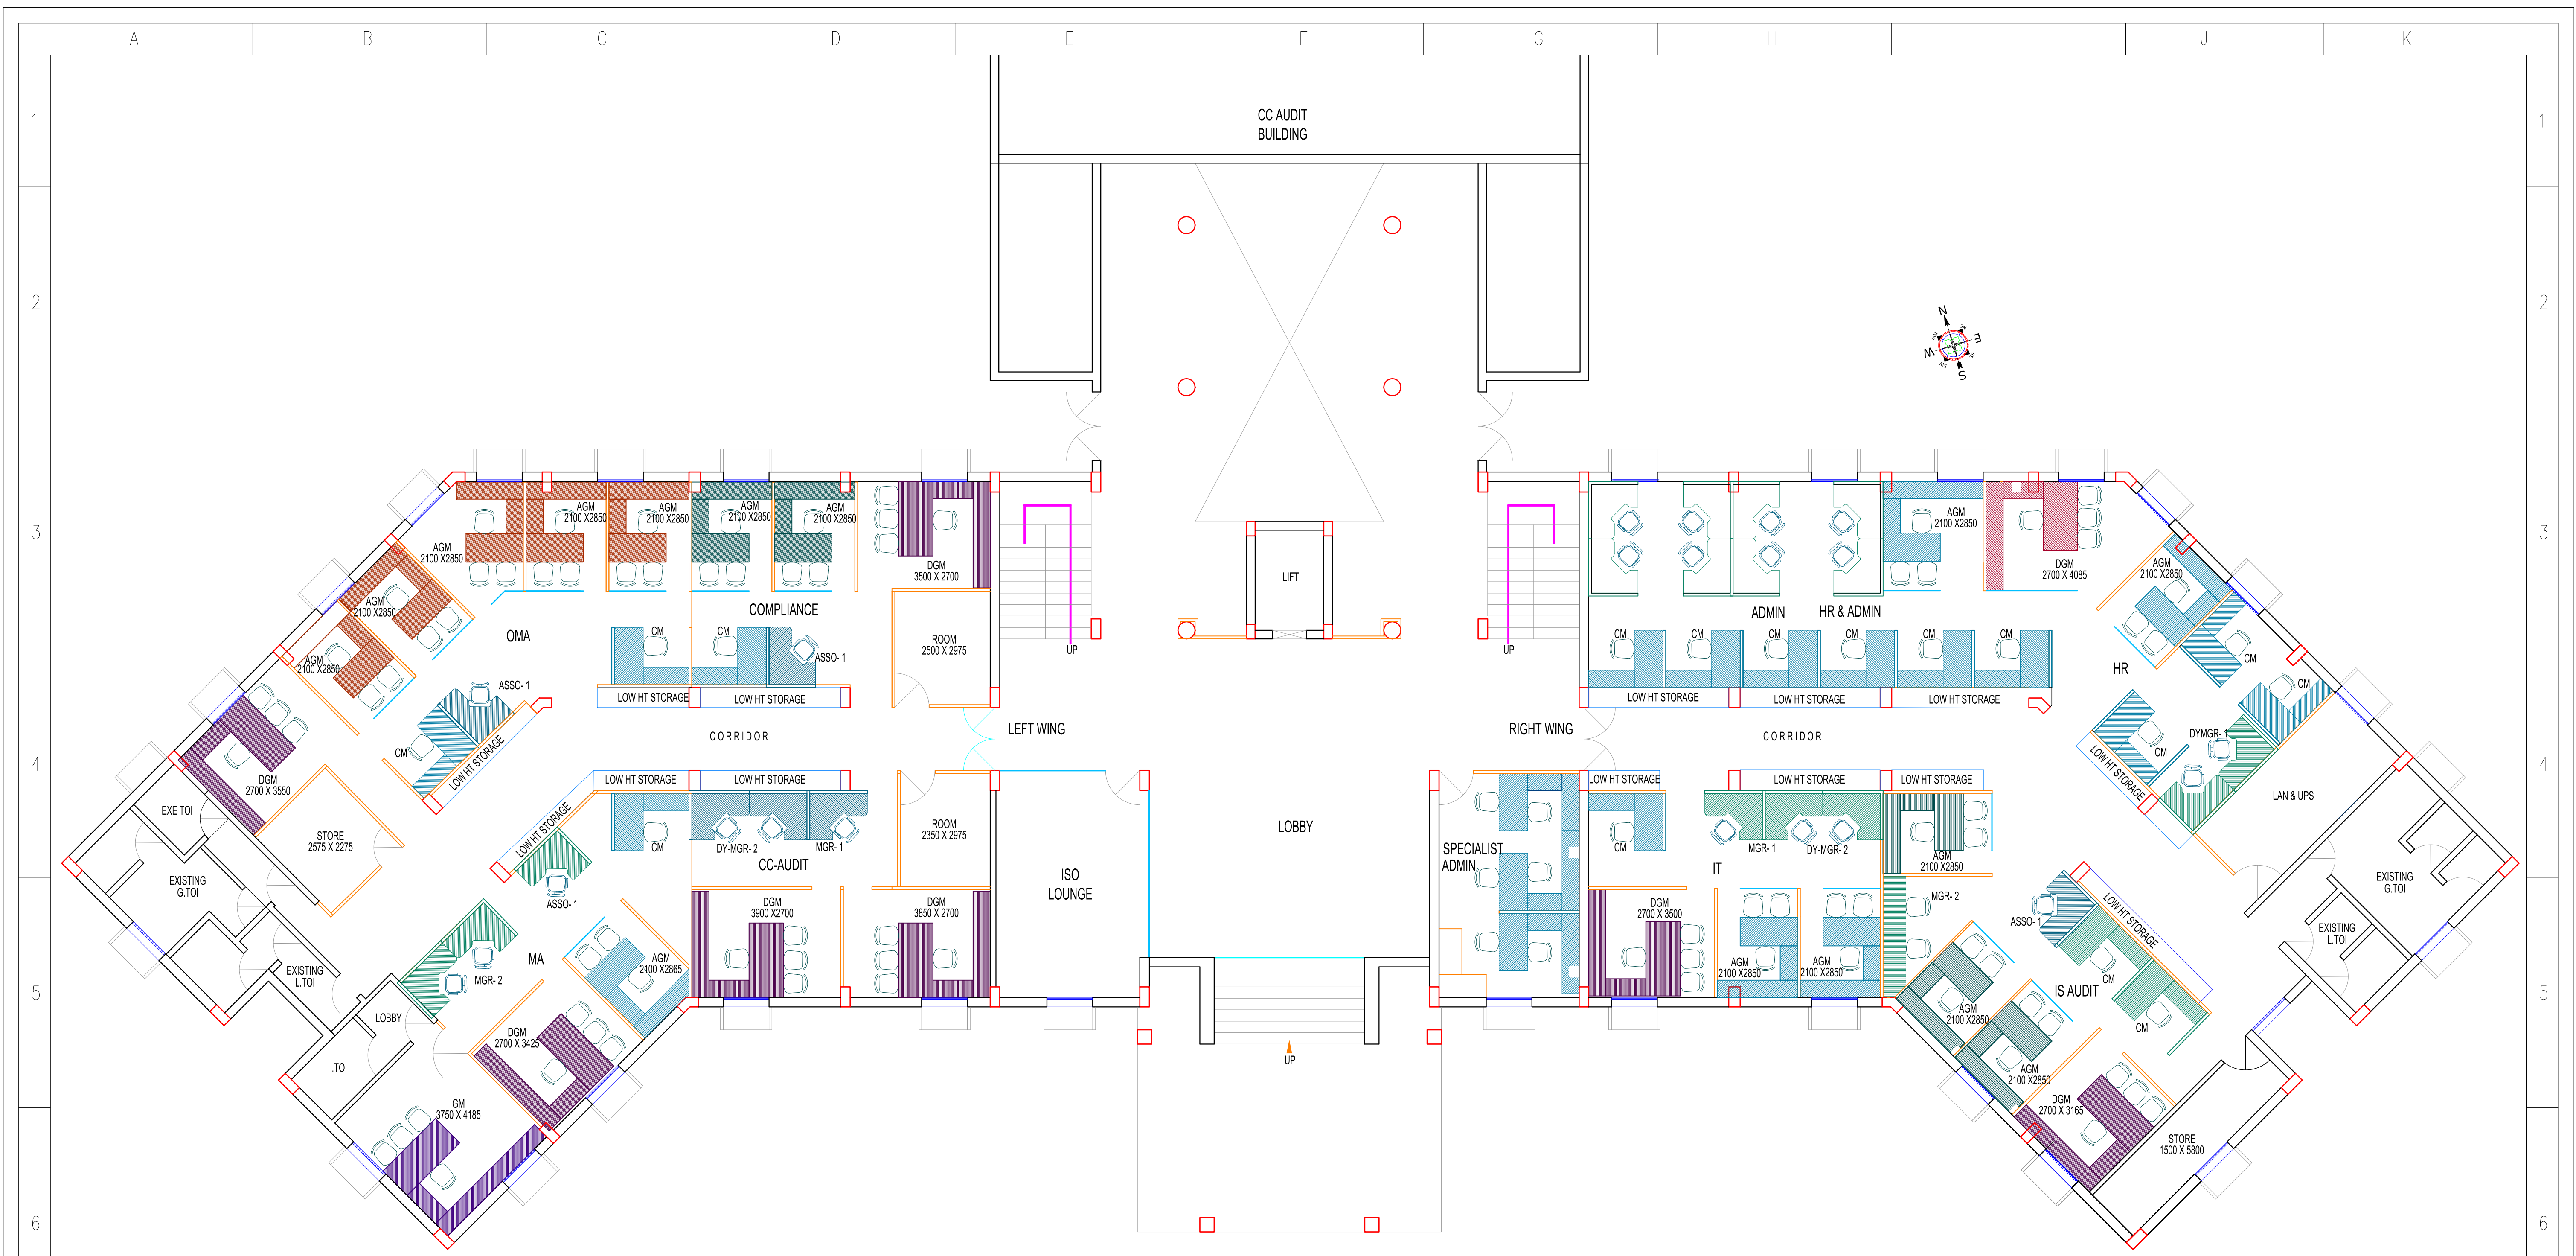 A B C D E F G H I J K
1 1
CC AUDIT
BUILDING
2 2
N
E
W
S
3 3
AGM
2100 X2850
AGM
2100 X2850
AGM
2100 X2850
AGM
2100 X2850
AGM
2100 X2850
DGM
3500 X 2700
LIFT
AGM
2100 X2850
DGM
2700 X 4085
AGM
2100 X2850
AGM
2100 X2850
AGM
2100 X2850
OMA
COMPLIANCE
CM
CM
ASSO- 1
ROOM
2500 X 2975
UP
UP
ADMIN
HR & ADMIN
CM CM CM CM CM CM
HR
CM
CM
CM
DYMGR- 1
ASSO- 1
CM
LOW HT STORAGE
LOW HT STORAGE
LOW HT STORAGE
LOW HT STORAGE
LOW HT STORAGE
LOW HT STORAGE
CORRIDOR
LEFT WING
RIGHT WING
CORRIDOR
4 4
DGM
2700 X 3550
LOW HT STORAGE
LOW HT STORAGE
LOW HT STORAGE
LOW HT STORAGE
LOW HT STORAGE
LOW HT STORAGE
LOW HT STORAGE
LAN & UPS
EXE TOI
STORE
2575 X 2275
CM
DY-MGR- 2
MGR- 1
ROOM
2350 X 2975
LOBBY
SPECIALIST
ADMIN
CM
MGR- 1
DY-MGR- 2
AGM
2100 X2850
CC-AUDIT
IT
EXISTING
G.TOI
ASSO- 1
ISO
LOUNGE
MGR- 2
ASSO- 1
LOW HT STORAGE
EXISTING
G.TOI
EXISTING
L.TOI
DGM
3900 X2700
DGM
3850 X 2700
DGM
2700 X 3500
5 5
EXISTING
L.TOI
MA
MGR- 2
AGM
2100 X2865
AGM
2100 X2850
AGM
2100 X2850
IS AUDIT
CM
CM
LOBBY
DGM
2700 X 3425
AGM
2100 X2850
UP
.TOI
AGM
2100 X2850
GM
3750 X 4185
DGM
2700 X 3165
STORE
1500 X 5800
6 6